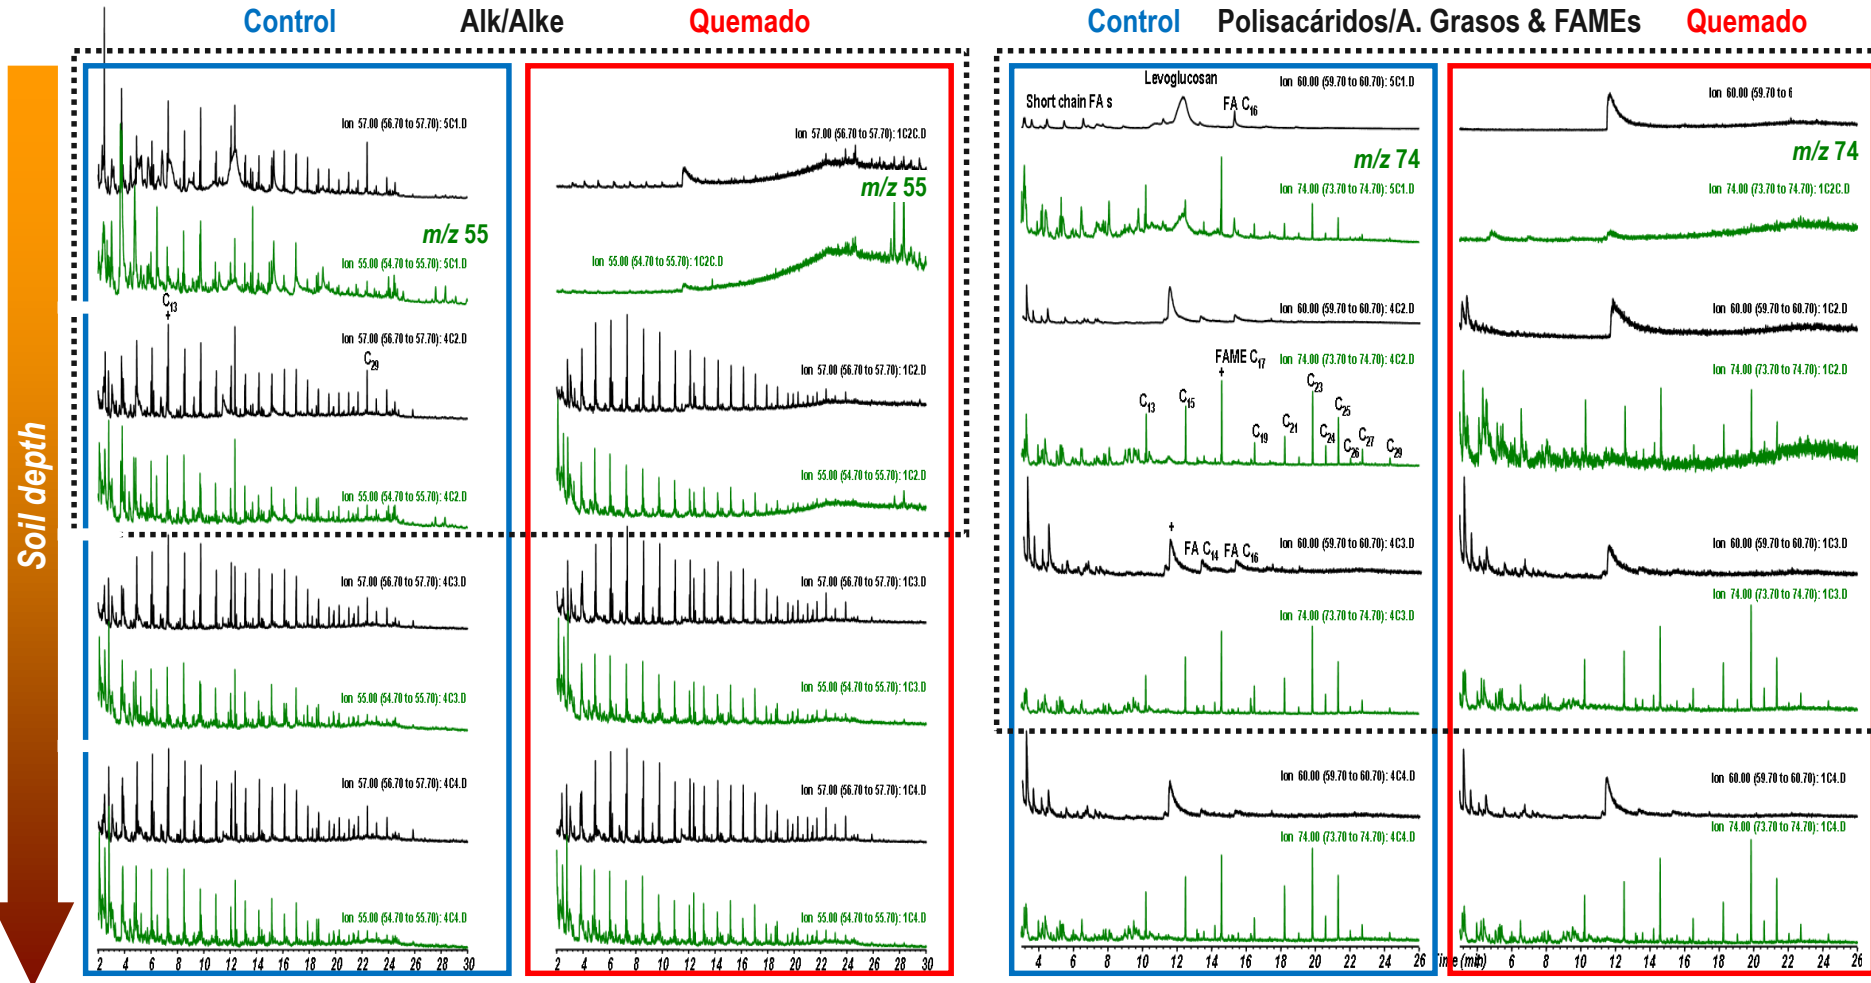 Control Alk/Alke Quemado
Control Polisacáridos/A. Grasos & FAMEs Quemado
Soil depth
Ion 57.00 (56.70 to 57.70): 5C1.D
m/z 55
Ion 55.00 (54.70 to 55.70): 5C1.D
C13
+
Ion 57.00 (56.70 to 57.70): 4C2.D
C29
Ion 55.00 (54.70 to 55.70): 4C2.D
Ion 57.00 (56.70 to 57.70): 4C3.D
Ion 55.00 (54.70 to 55.70): 4C3.D
Ion 57.00 (56.70 to 57.70): 4C4.D
Ion 55.00 (54.70 to 55.70): 4C4.D
2 4 6 8 10 12 14 16 18 20 22 24 26 28 30
Ion 57.00 (56.70 to 57.70): 1C2C.D
m/z 55
Ion 55.00 (54.70 to 55.70): 1C2C.D
Ion 57.00 (56.70 to 57.70): 1C2.D
Ion 55.00 (54.70 to 55.70): 1C2.D
Ion 57.00 (56.70 to 57.70): 1C3.D
Ion 55.00 (54.70 to 55.70): 1C3.D
Ion 57.00 (56.70 to 57.70): 1C4.D
Ion 55.00 (54.70 to 55.70): 1C4.D
2 4 6 8 10 12 14 16 18 20 22 24 26 28 30
Levoglucosan
Ion 60.00 (59.70 to 60.70): 5C1.D
Short chain FA s
FA C16
m/z 74
Ion 74.00 (73.70 to 74.70): 5C1.D
Ion 60.00 (59.70 to 60.70): 4C2.D
FAME C17
+
Ion 74.00 (73.70 to 74.70): 4C2.D
C13 C15 C19 C21 C23 C24 C25 C26 C27 C29
+
Ion 60.00 (59.70 to 60.70): 4C3.D
FA C14 FA C16
Ion 74.00 (73.70 to 74.70): 4C3.D
Ion 60.00 (59.70 to 60.70): 4C4.D
Ion 74.00 (73.70 to 74.70): 4C4.D
4 6 8 10 12 14 16 18 20 22 24 26
Ion 60.00 (59.70 to 6
m/z 74
Ion 74.00 (73.70 to 74.70): 1C2C.D
Ion 60.00 (59.70 to 60.70): 1C2.D
Ion 74.00 (73.70 to 74.70): 1C2.D
Ion 60.00 (59.70 to 60.70): 1C3.D
Ion 74.00 (73.70 to 74.70): 1C3.D
Ion 60.00 (59.70 to 60.70): 1C4.D
Ion 74.00 (73.70 to 74.70): 1C4.D
6 8 10 12 14 16 18 20 22 24 26